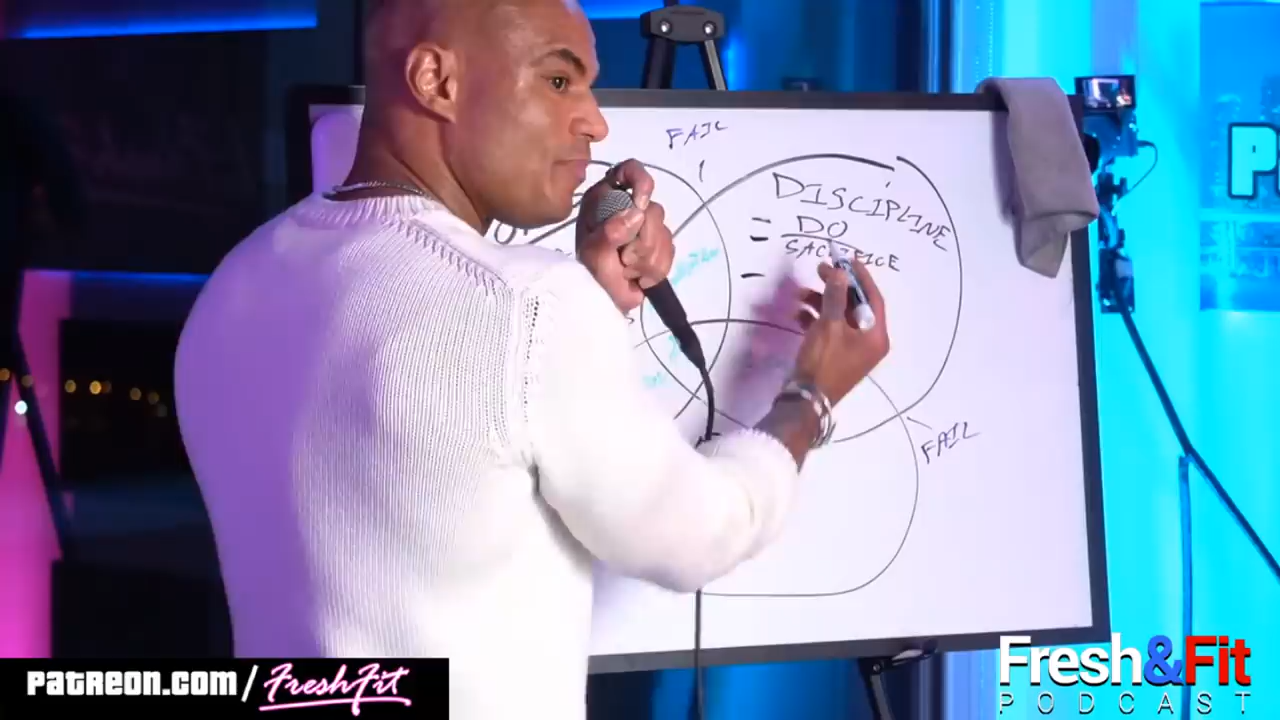 FAIL
DISCIPLINE
= DO
SACRIFICE
-
FAIL
P
PATREON.COM/FreshFit
Fresh&Fit
PODCAST